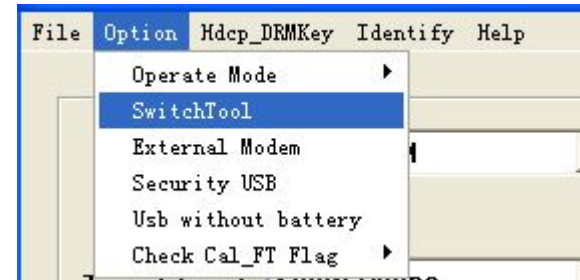 File Option Hdcp_DRMKey Identify Help
Operate Mode
SwitchTool
External Modem
Security USB
Usb without battery
Check Cal_FT Flag